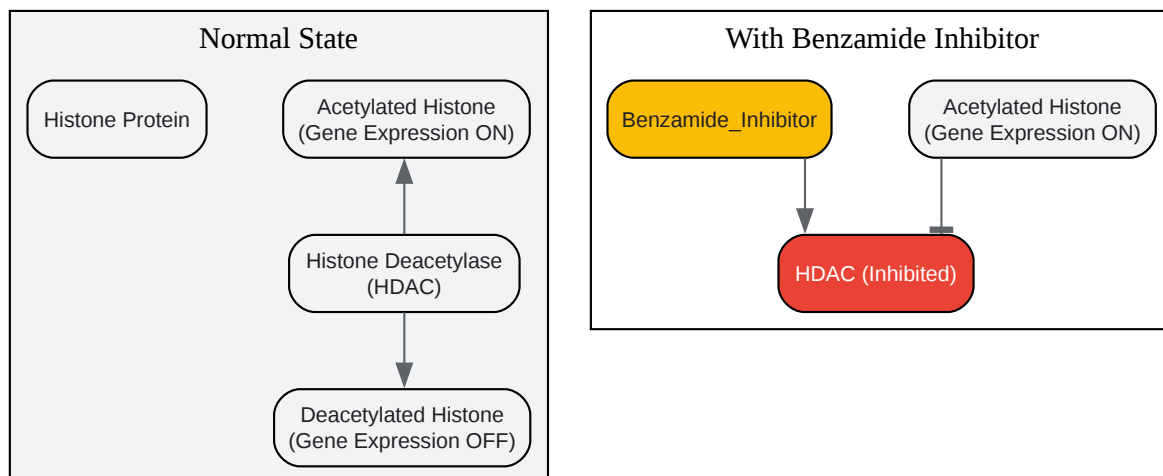 Normal State
Histone Protein
Acetylated Histone
(Gene Expression ON)
Histone Deacetylase
(HDAC)
Deacetylated Histone
(Gene Expression OFF)
With Benzamide Inhibitor
Benzamide_Inhibitor
Acetylated Histone
(Gene Expression ON)
HDAC (Inhibited)